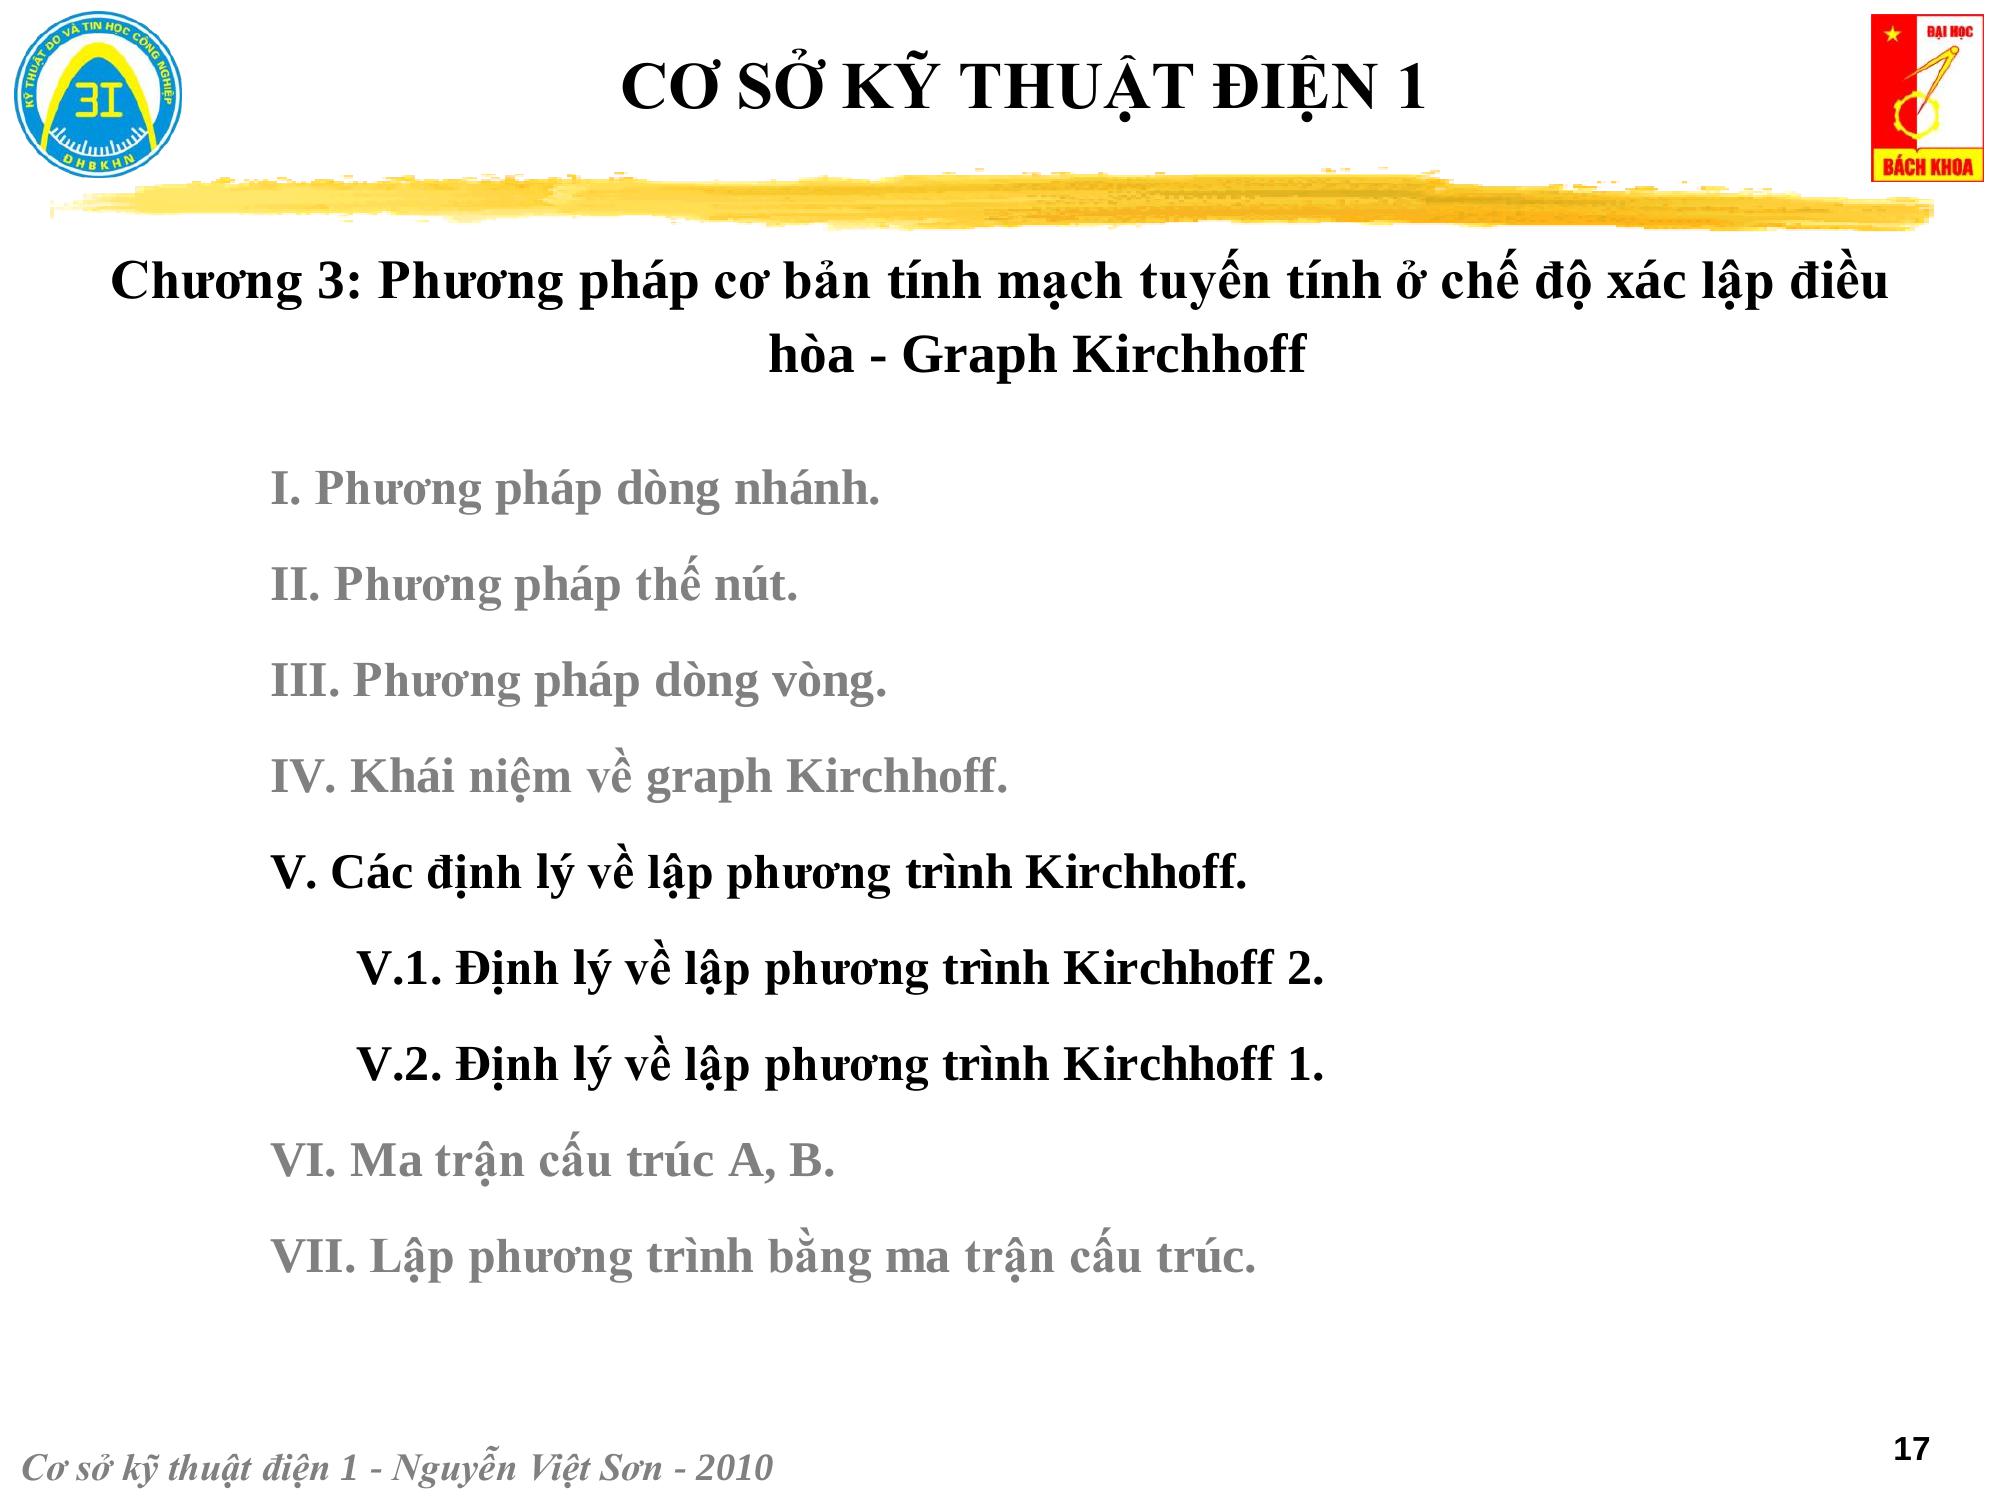 KỸ THUẬT ĐO VÀ TIN HỌC CÔNG NGHIỆP
3I
ĐHBKHN
CƠ SỞ KỸ THUẬT ĐIỆN 1
ĐẠI HỌC
BÁCH KHOA
Chương 3: Phương pháp cơ bản tính mạch tuyến tính ở chế độ xác lập điều
hòa - Graph Kirchhoff
I. Phương pháp dòng nhánh.
II. Phương pháp thế nút.
III. Phương pháp dòng vòng.
IV. Khái niệm về graph Kirchhoff.
V. Các định lý về lập phương trình Kirchhoff.
V.1. Định lý về lập phương trình Kirchhoff 2.
V.2. Định lý về lập phương trình Kirchhoff 1.
VI. Ma trận cấu trúc A, B.
VII. Lập phương trình bằng ma trận cấu trúc.
Cơ sở kỹ thuật điện 1 - Nguyễn Việt Sơn - 2010
17